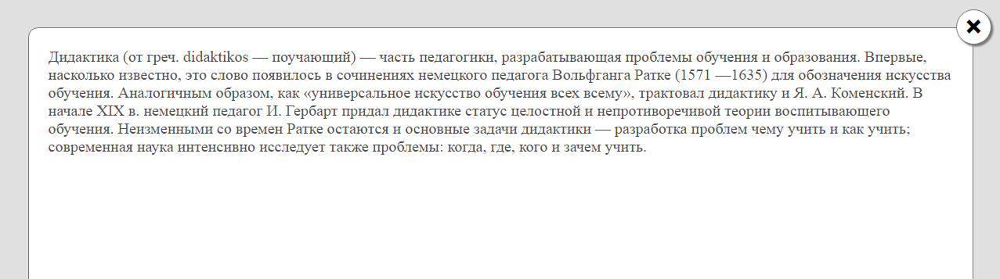 Дидактика (от греч. didaktikos — поучающий) — часть педагогики, разрабатывающая проблемы обучения и образования. Впервые,
насколько известно, это слово появилось в сочинениях немецкого педагога Вольфганга Ратке (1571 —1635) для обозначения искусства
обучения. Аналогичным образом, как «универсальное искусство обучения всех всему», трактовал дидактику и Я. А. Коменский. В
начале XIX в. немецкий педагог И. Гербарт придал дидактике статус целостной и непротиворечивой теории воспитывающего
обучения. Неизменными со времен Ратке остаются и основные задачи дидактики — разработка проблем чему учить и как учить;
современная наука интенсивно исследует также проблемы: когда, где, кого и зачем учить.